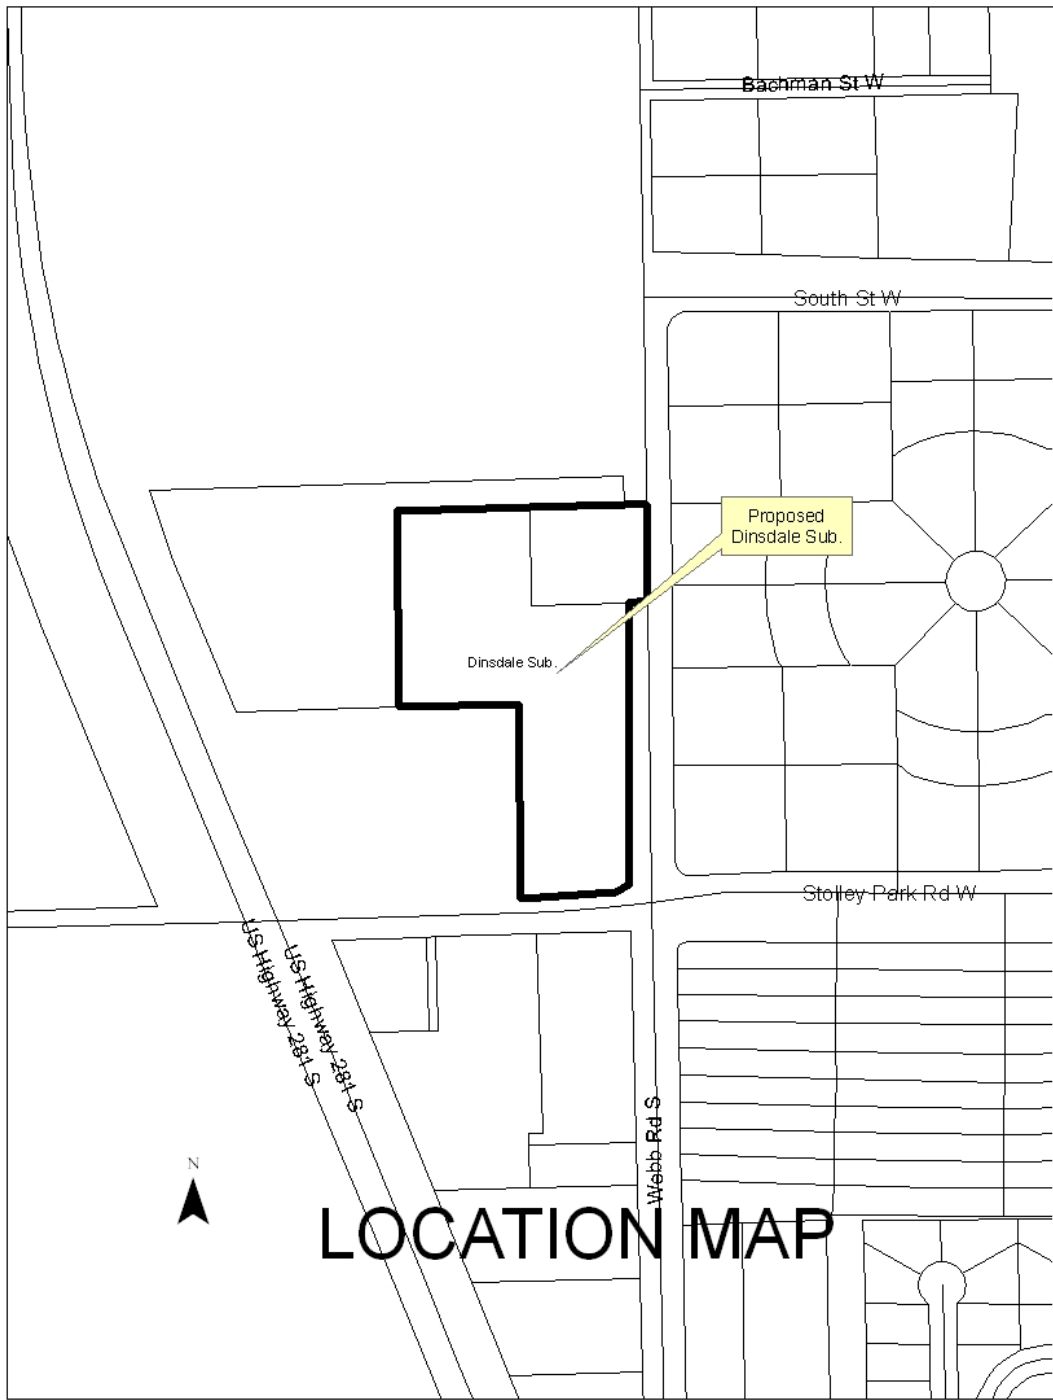 Bachman St W
South St W
Proposed
Dinsdale Sub.
Dinsdale Sub.
Stolley Park Rd W
US Highway 281 S
US Highway 281 S
Webb Rd S
N
LOCATION MAP